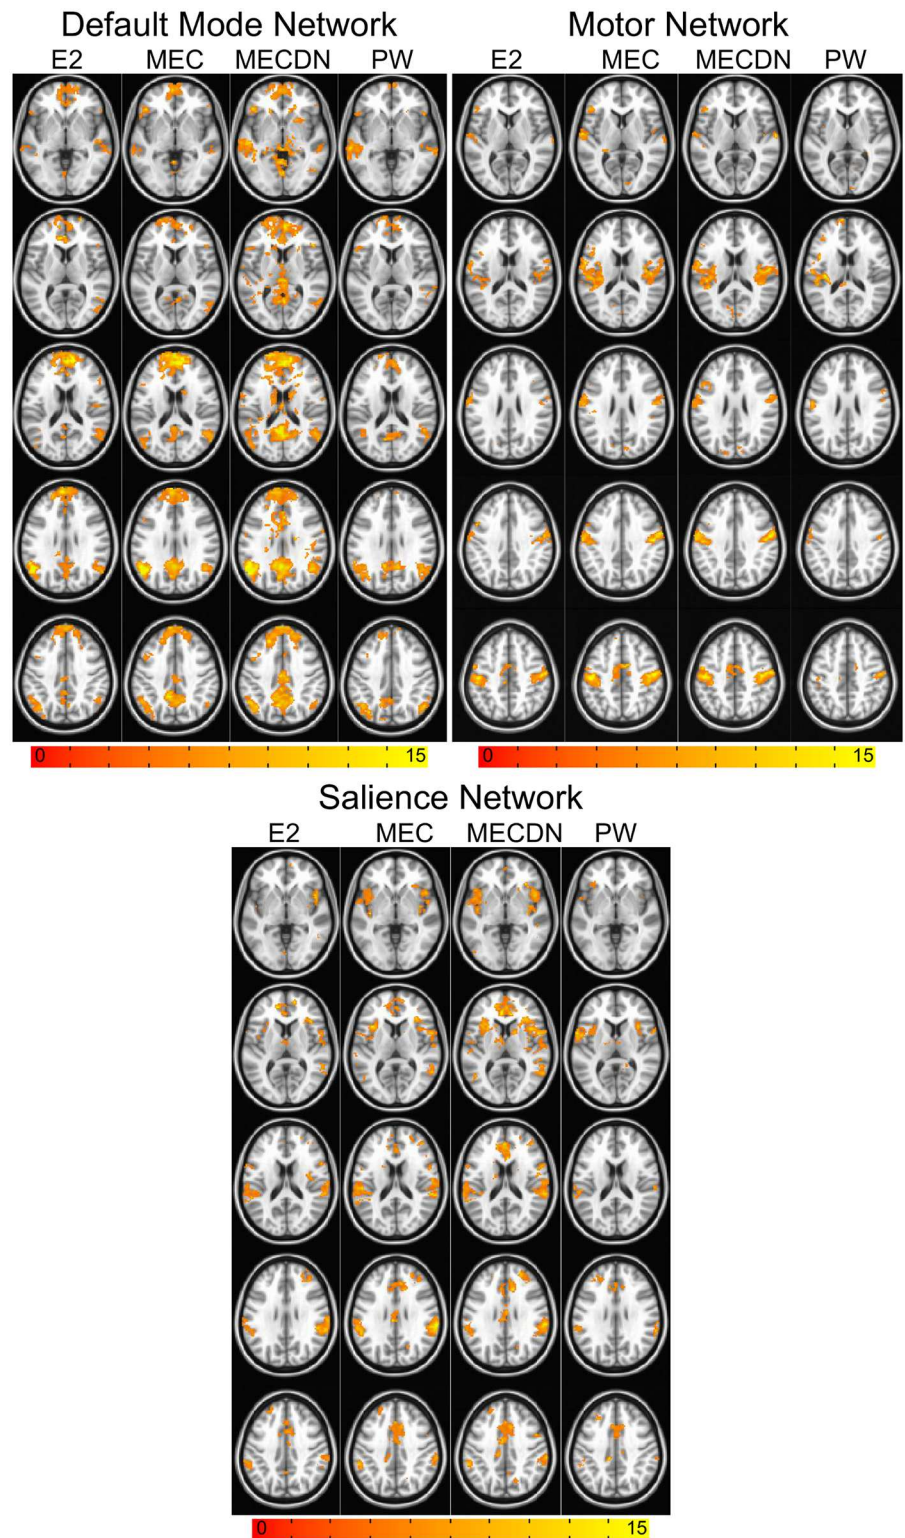 Default Mode Network
E2 MEC MECDN PW
0 15
Motor Network
E2 MEC MECDN PW
0 15
Salience Network
E2 MEC MECDN PW
0 15